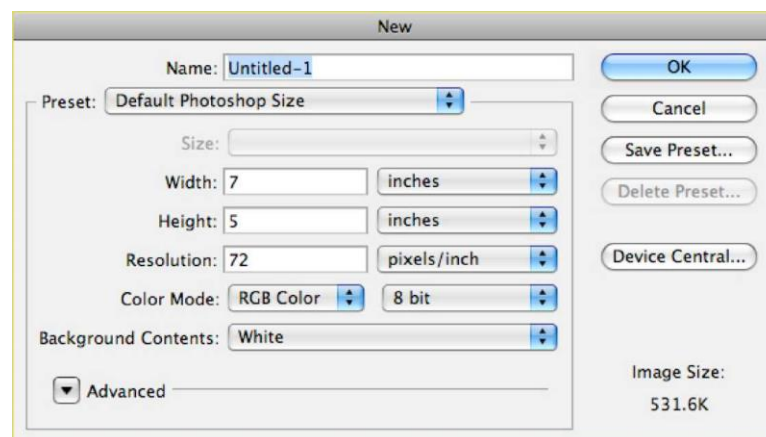 New
Name: Untitled-1
OK
Preset: Default Photoshop Size
Cancel
Size:
Save Preset...
Width: 7 inches
Delete Preset...
Height: 5 inches
Resolution: 72 pixels/inch
Device Central...
Color Mode: RGB Color 8 bit
Background Contents: White
Image Size:
Advanced
531.6K